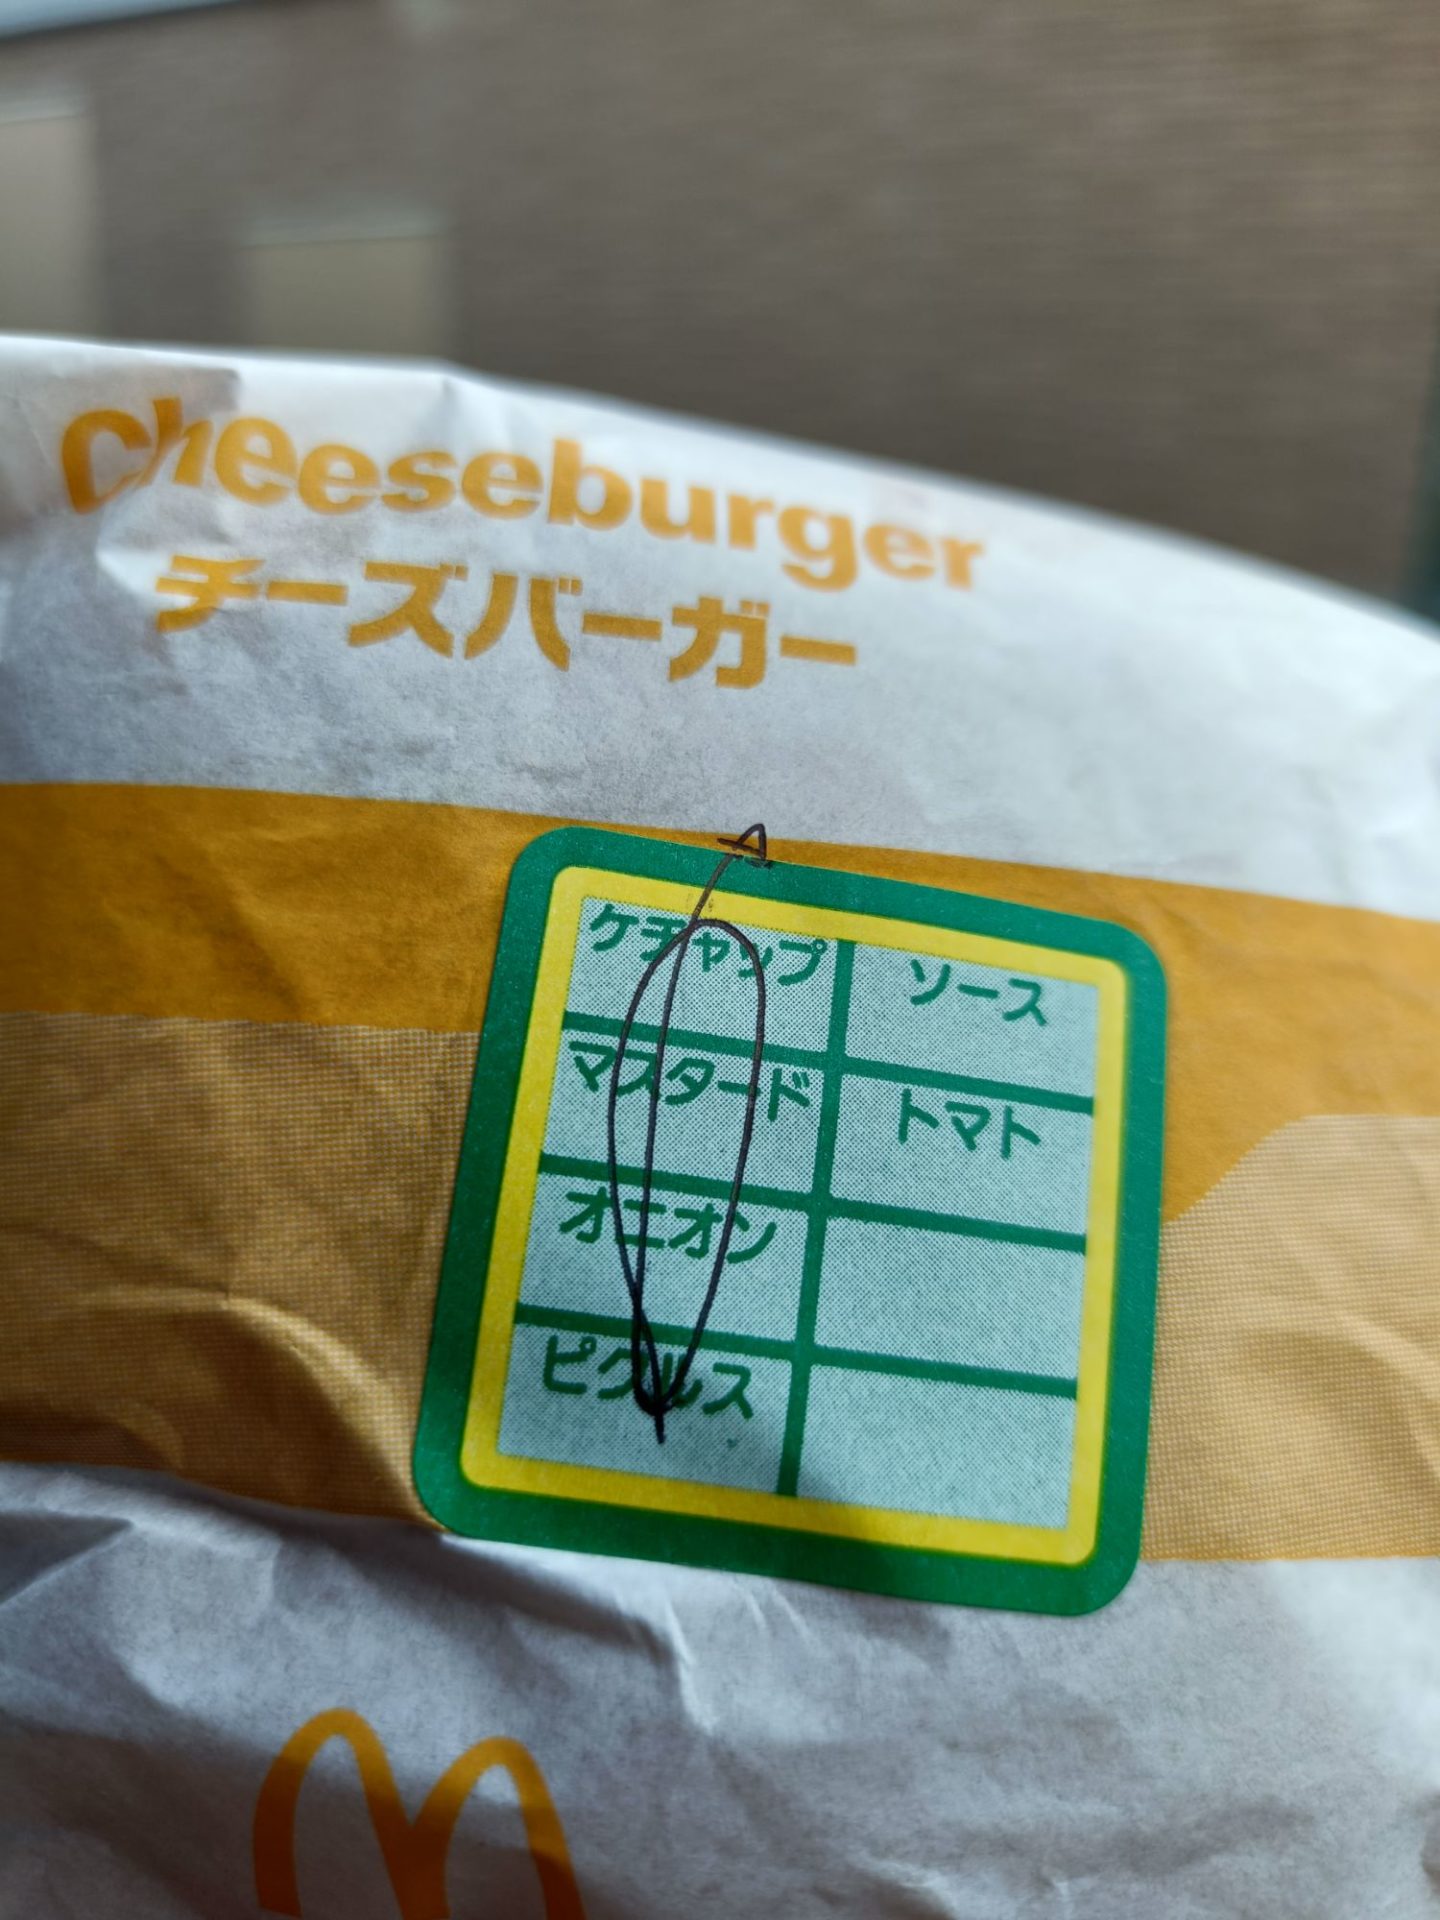 cheeseburger
チーズバーガー
ケチャップ ソース
マスタード トマト
オニオン
ピクルス